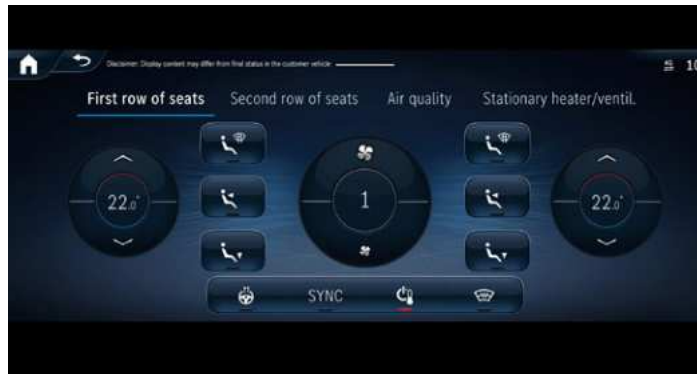 Disclaimer: Display content may differ from final status in the customer vehicle.
10
First row of seats Second row of seats Air quality Stationary heater/ventil.
22.0° 1 22.0°
SYNC